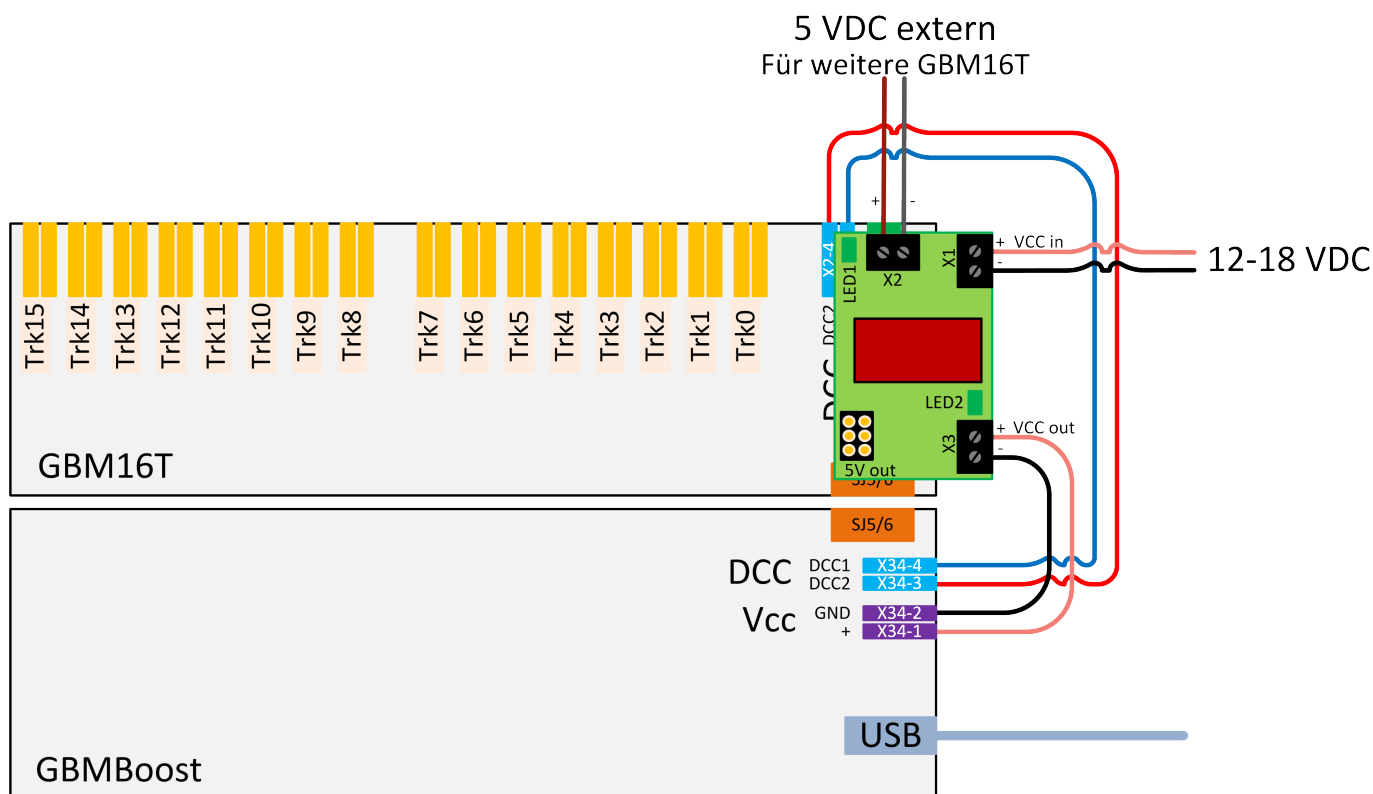 5 VDC extern
Für weitere GBM16T
+ -
+ VCC in
-
12-18 VDC
X1
X2
LED1
X2-4
DCC2
DCC
Trk15
Trk14
Trk13
Trk12
Trk11
Trk10
Trk9
Trk8
Trk7
Trk6
Trk5
Trk4
Trk3
Trk2
Trk1
Trk0
LED2
+ VCC out
-
X3
5V out
GBM16T
SJ5/6
SJ5/6
DCC
DCC1 X34-4
DCC2 X34-3
Vcc
GND X34-2
+ X34-1
USB
GBMBoost